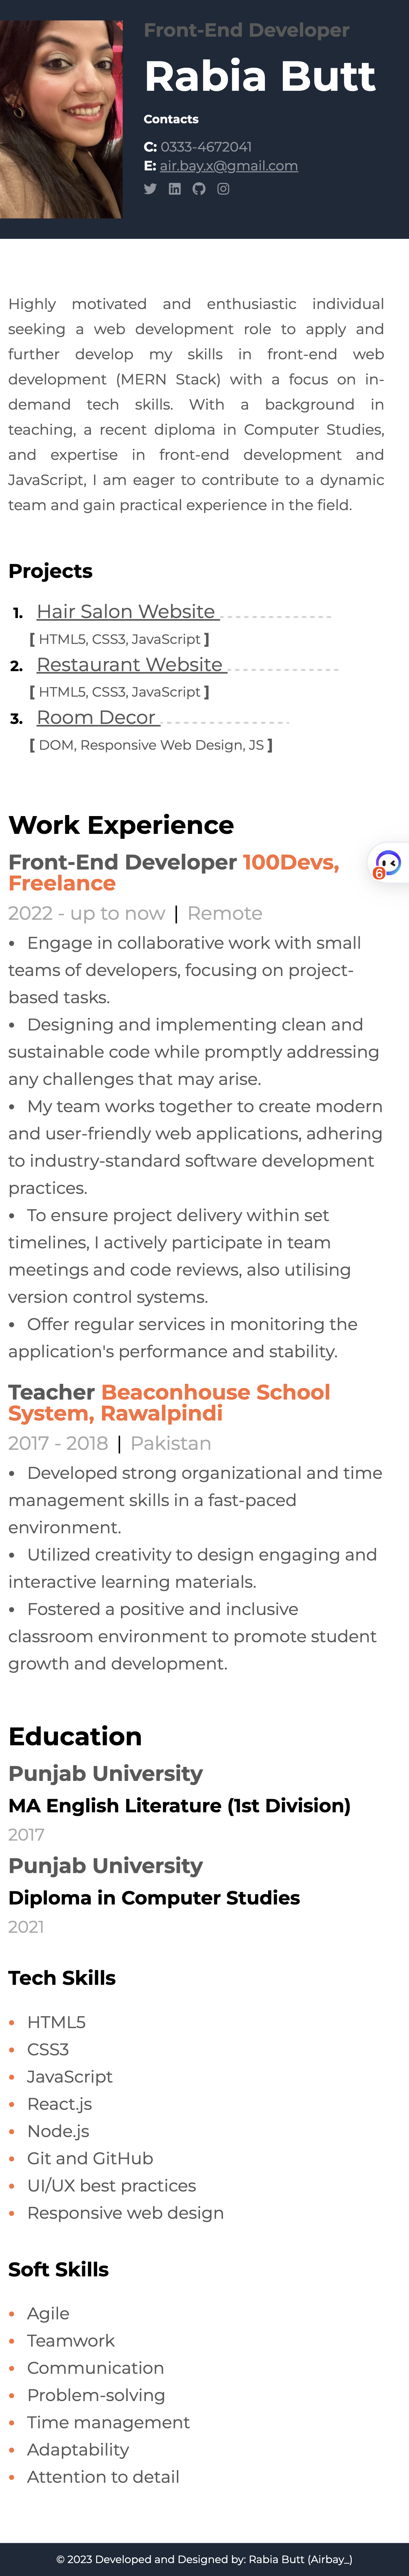 Front-End Developer
Rabia Butt
Contacts
C: 0333-4672041
E: air.bay.x@gmail.com
Highly motivated and enthusiastic individual
seeking a web development role to apply and
further develop my skills in front-end web
development (MERN Stack) with a focus on in-
demand tech skills. With a background in
teaching, a recent diploma in Computer Studies,
and expertise in front-end development and
JavaScript, I am eager to contribute to a dynamic
team and gain practical experience in the field.
Projects
1. Hair Salon Website
[ HTML5, CSS3, JavaScript ]
2. Restaurant Website
[ HTML5, CSS3, JavaScript ]
3. Room Decor
[ DOM, Responsive Web Design, JS ]
Work Experience
Front-End Developer 100Devs,
Freelance
2022 - up to now | Remote
6
• Engage in collaborative work with small
teams of developers, focusing on project-
based tasks.
• Designing and implementing clean and
sustainable code while promptly addressing
any challenges that may arise.
• My team works together to create modern
and user-friendly web applications, adhering
to industry-standard software development
practices.
• To ensure project delivery within set
timelines, I actively participate in team
meetings and code reviews, also utilising
version control systems.
• Offer regular services in monitoring the
application's performance and stability.
Teacher Beaconhouse School
System, Rawalpindi
2017 - 2018 | Pakistan
• Developed strong organizational and time
management skills in a fast-paced
environment.
• Utilized creativity to design engaging and
interactive learning materials.
• Fostered a positive and inclusive
classroom environment to promote student
growth and development.
Education
Punjab University
MA English Literature (1st Division)
2017
Punjab University
Diploma in Computer Studies
2021
Tech Skills
• HTML5
• CSS3
• JavaScript
• React.js
• Node.js
• Git and GitHub
• UI/UX best practices
• Responsive web design
Soft Skills
• Agile
• Teamwork
• Communication
• Problem-solving
• Time management
• Adaptability
• Attention to detail
© 2023 Developed and Designed by: Rabia Butt (Airbay_)